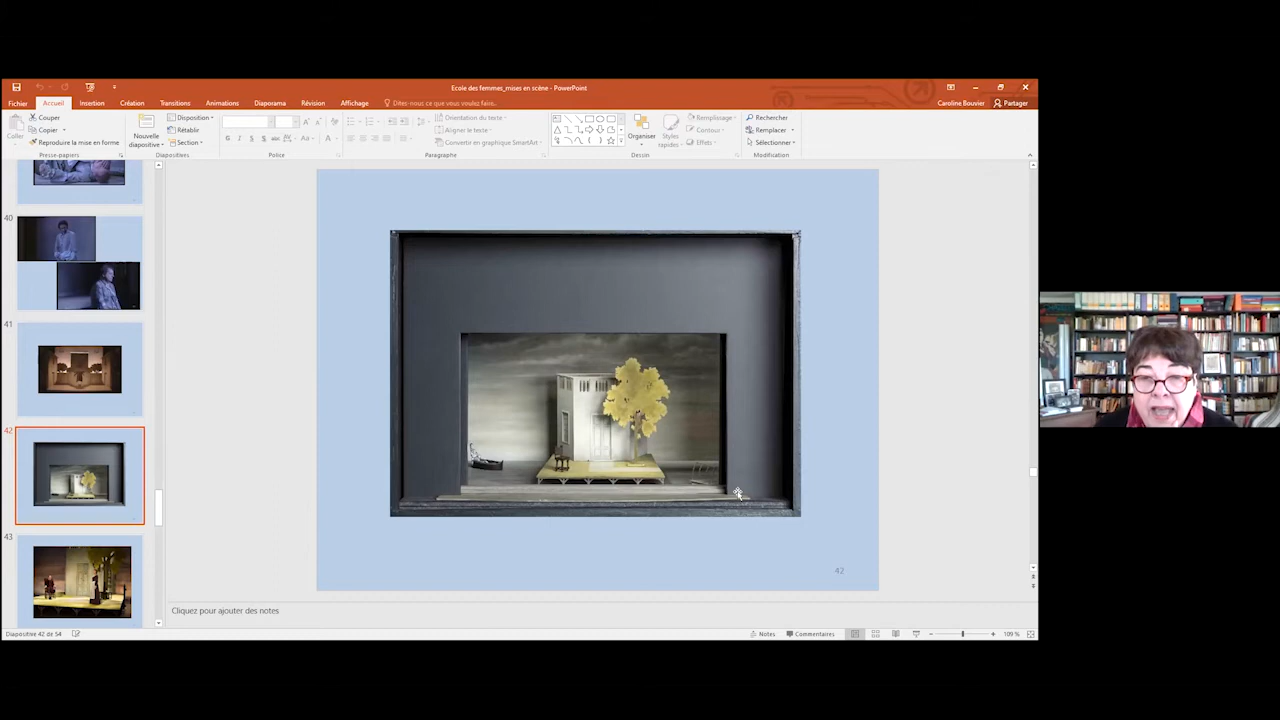 Ecole des femmes_mises en scène - PowerPoint
Fichier Accueil Insertion Création Transitions Animations Diaporama Révision Affichage Dites-nous ce que vous voulez faire. Caroline Bouvier Partager
Coller
Couper
Copier
Reproduire la mise en forme
Presse-papiers
Nouvelle diapositive
Disposition
Rétablir
Section
Diapositives
G I S
Police
Orientation du texte
Aligner le texte
Convertir en graphique SmartArt
Paragraphe
Organiser
Styles rapides
Remplissage
Contour
Effets
Dessin
Rechercher
Remplacer
Sélectionner
Modification
40
41
42
43
42
Cliquez pour ajouter des notes
Diapositive 42 de 54 Notes Commentaires 109 %